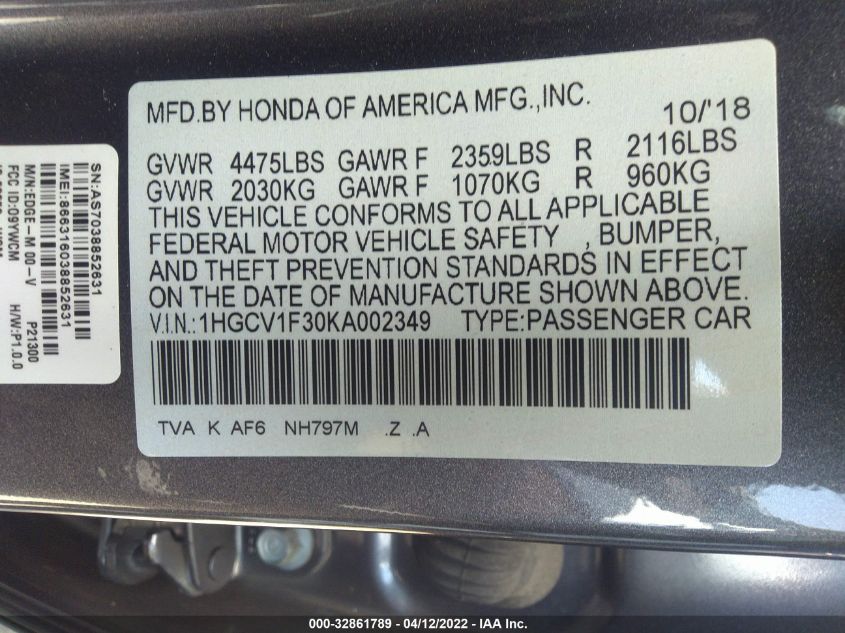 MFD.BY HONDA OF AMERICA MFG.,INC. 10/'18
GVWR 4475LBS GAWR F 2359LBS R 2116LBS
GVWR 2030KG GAWR F 1070KG R 960KG
THIS VEHICLE CONFORMS TO ALL APPLICABLE
FEDERAL MOTOR VEHICLE SAFETY , BUMPER,
AND THEFT PREVENTION STANDARDS IN EFFECT
ON THE DATE OF MANUFACTURE SHOWN ABOVE.
V.I.N.:1HGCV1F30KA002349 TYPE:PASSENGER CAR
TVA K AF6 NH797M .Z .A
SN:AS7038852631
IMEI:866316038852631
M/N:EDGE-M 00-V P21300
FCC ID:O9YWCM H/W:P1.0.0
000-32861789 - 04/12/2022 - IAA Inc.